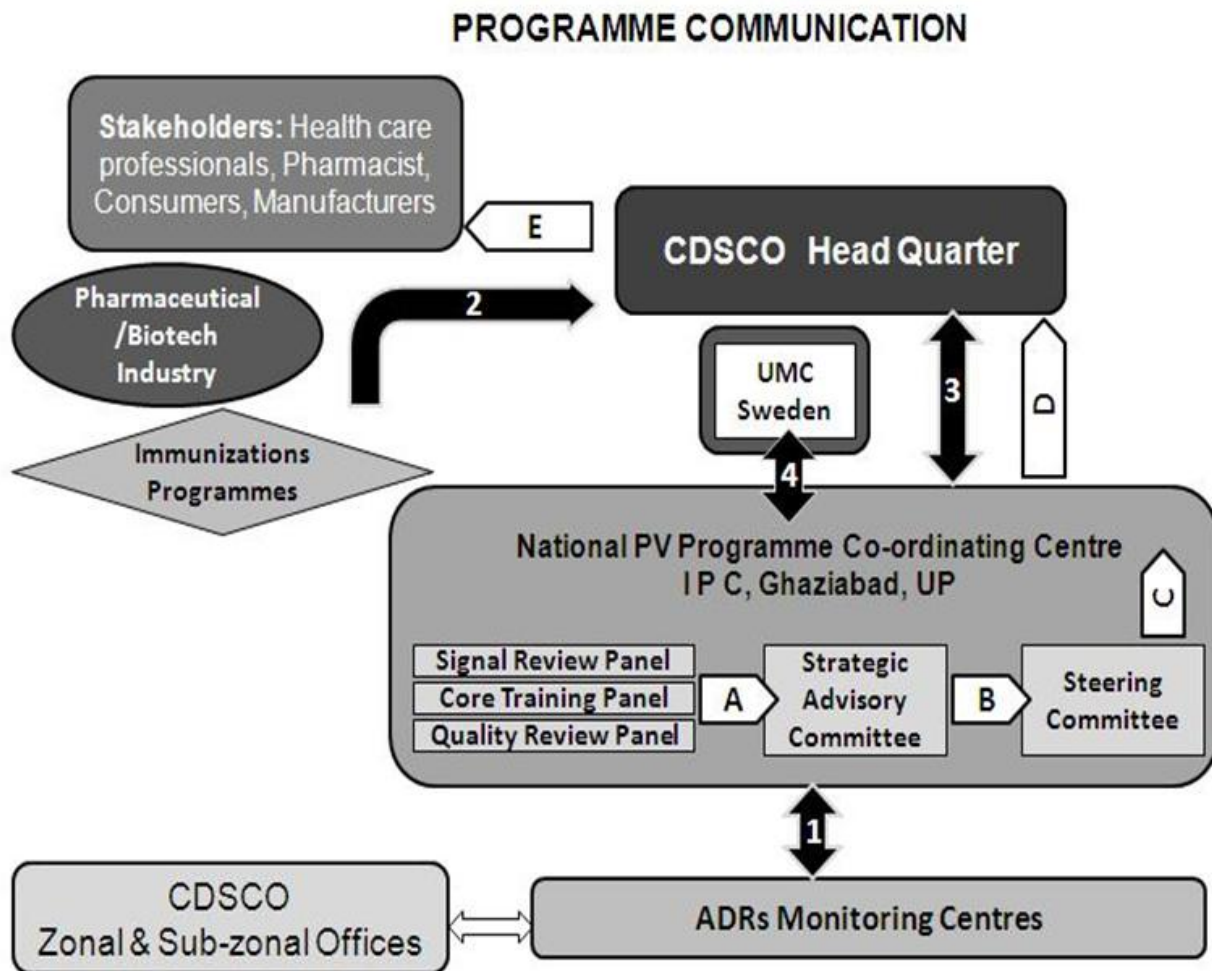 PROGRAMME COMMUNICATION
Stakeholders: Health care
professionals, Pharmacist,
Consumers, Manufacturers
E
CDSCO Head Quarter
Pharmaceutical
/Biotech
Industry
2
UMC
Sweden
3
D
Immunizations
Programmes
4
National PV Programme Co-ordinating Centre
I P C, Ghaziabad, UP
C
Signal Review Panel
Core Training Panel
Quality Review Panel
A
Strategic
Advisory
Committee
B
Steering
Committee
1
CDSCO
Zonal & Sub-zonal Offices
ADRs Monitoring Centres